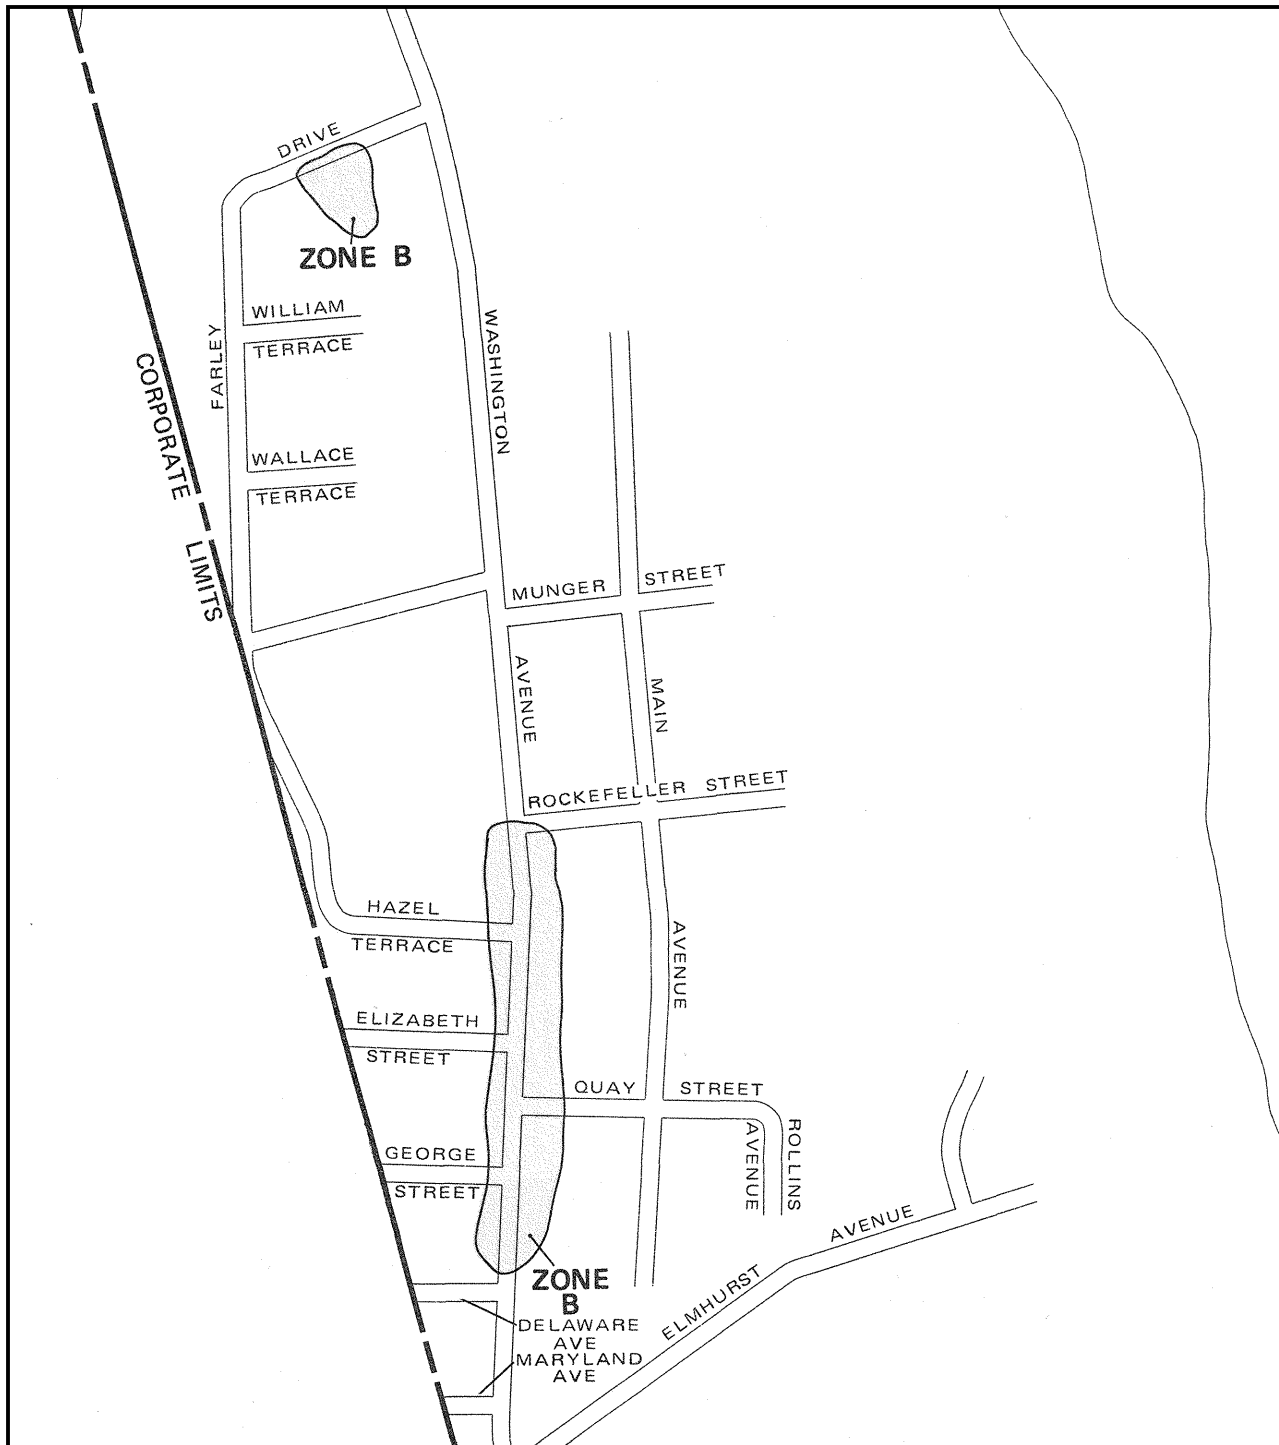 DRIVE
ZONE B
WILLIAM
TERRACE
FARLEY
WASHINGTON
CORPORATE
WALLACE
TERRACE
LIMITS
MUNGER STREET
AVENUE
MAIN
ROCKEFELLER STREET
HAZEL
TERRACE
AVENUE
ELIZABETH
STREET
QUAY STREET
ROLLINS
AVENUE
GEORGE
STREET
AVENUE
ELMHURST
ZONE
B
DELAWARE
AVE
MARYLAND
AVE